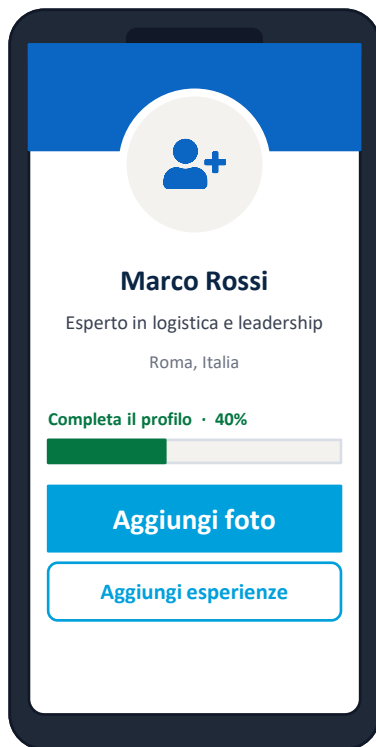 Marco Rossi
Esperto in logistica e leadership
Roma, Italia
Completa il profilo · 40%
Aggiungi foto
Aggiungi esperienze